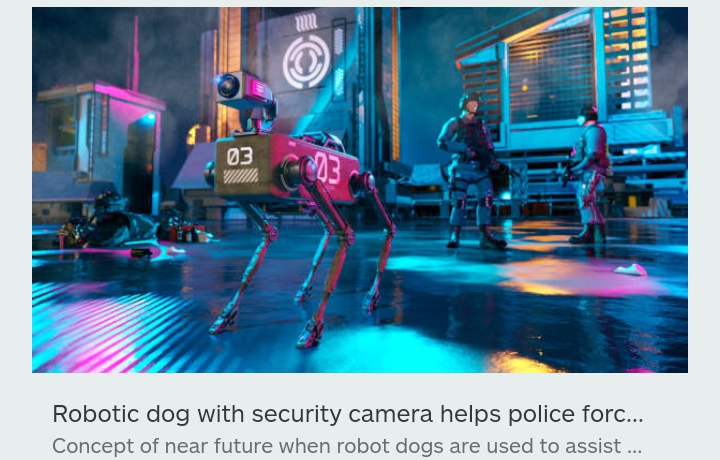 03
03
Robotic dog with security camera helps police forc...
Concept of near future when robot dogs are used to assist ...